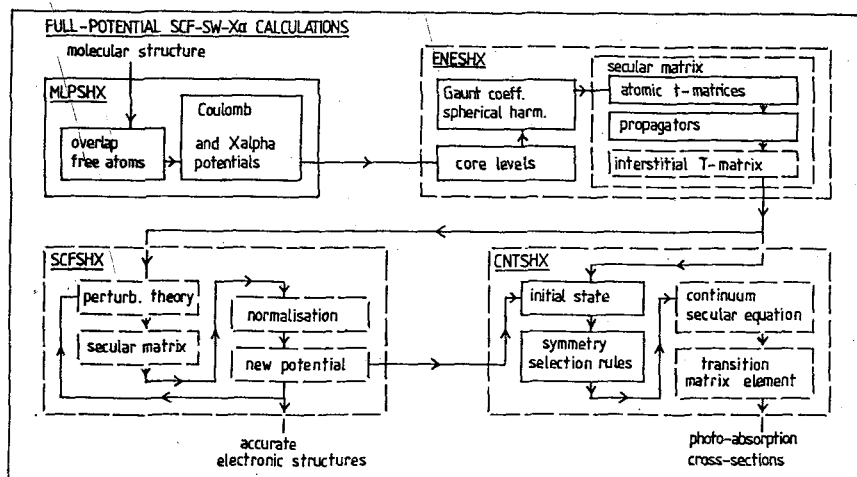 FULL-POTENTIAL SCF-SW-Xα CALCULATIONS
molecular structure
MLPSHX
overlap
free atoms
Coulomb
and Xalpha
potentials
ENESHX
Gaunt coeff.
spherical harm.
core levels
secular matrix
atomic t-matrices
propagators
interstitial T-matrix
SCFSHX
perturb. theory
secular matrix
normalisation
new potential
accurate
electronic structures
CNTSHX
initial state
symmetry
selection rules
continuum
secular equation
transition
matrix element
photo-absorption
cross-sections